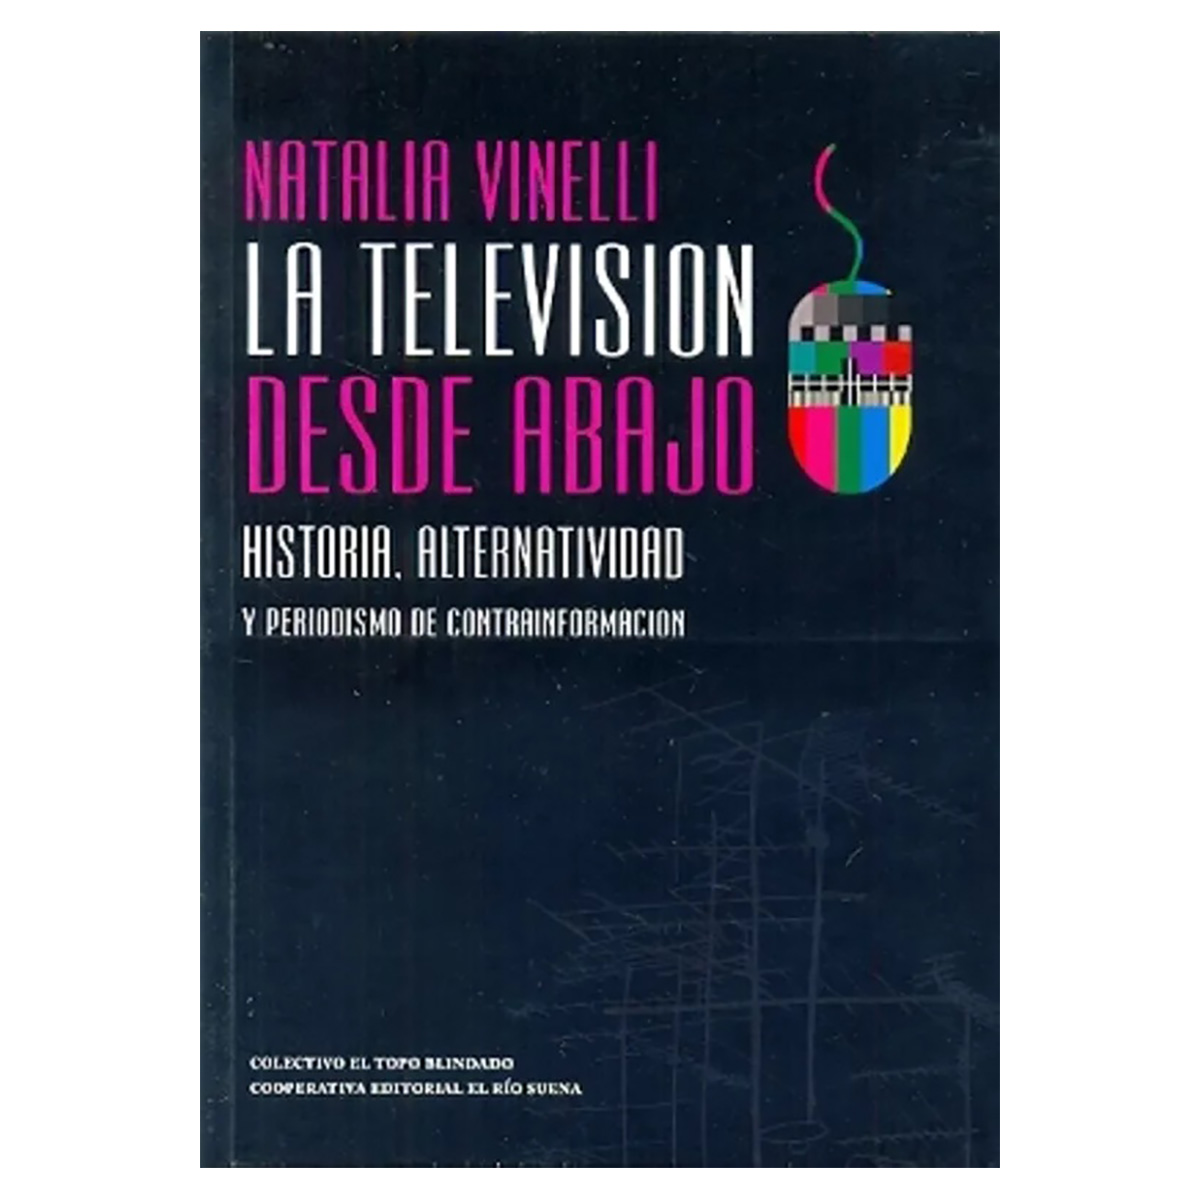 NATALIA VINELLI
LA TELEVISION
DESDE ABAJO
HISTORIA, ALTERNATIVIDAD
Y PERIODISMO DE CONTRAINFORMACION
COLECTIVO EL TOPO BLINDADO
COOPERATIVA EDITORIAL EL RÍO SUENA